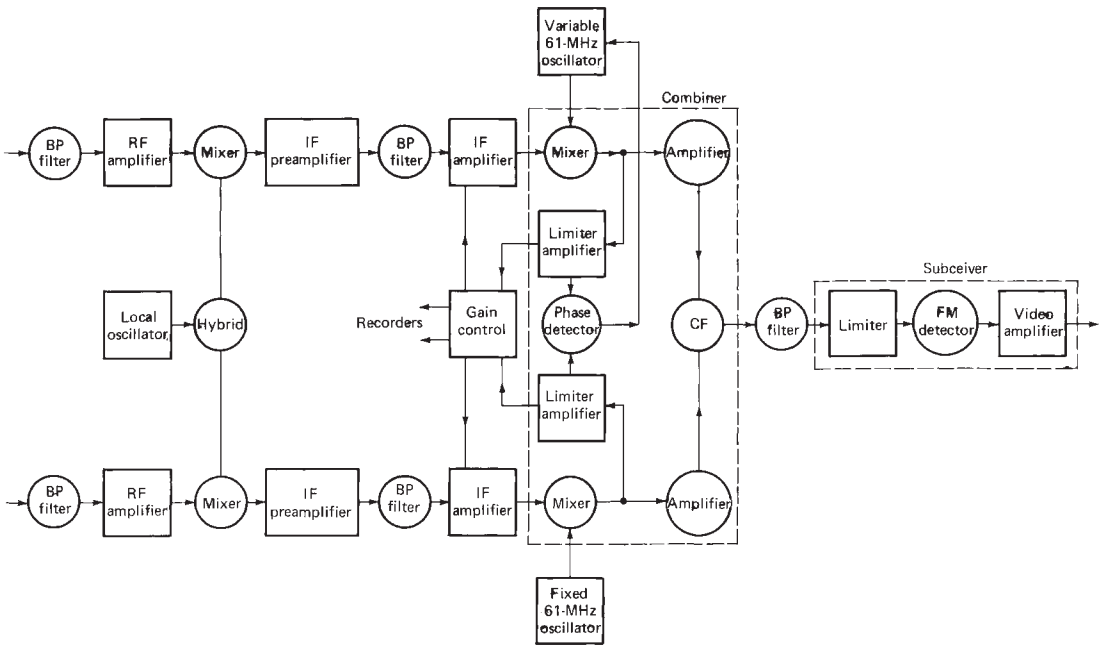 Variable
61-MHz
oscillator
Combiner
BP
filter
RF
amplifier
Mixer
IF
preamplifier
BP
filter
IF
amplifier
Mixer
Amplifier
Limiter
amplifier
Subceiver
Local
oscillator
Hybrid
Recorders
Gain
control
Phase
detector
CF
BP
filter
Limiter
FM
detector
Video
amplifier
Limiter
amplifier
BP
filter
RF
amplifier
Mixer
IF
preamplifier
BP
filter
IF
amplifier
Mixer
Amplifier
Fixed
61-MHz
oscillator